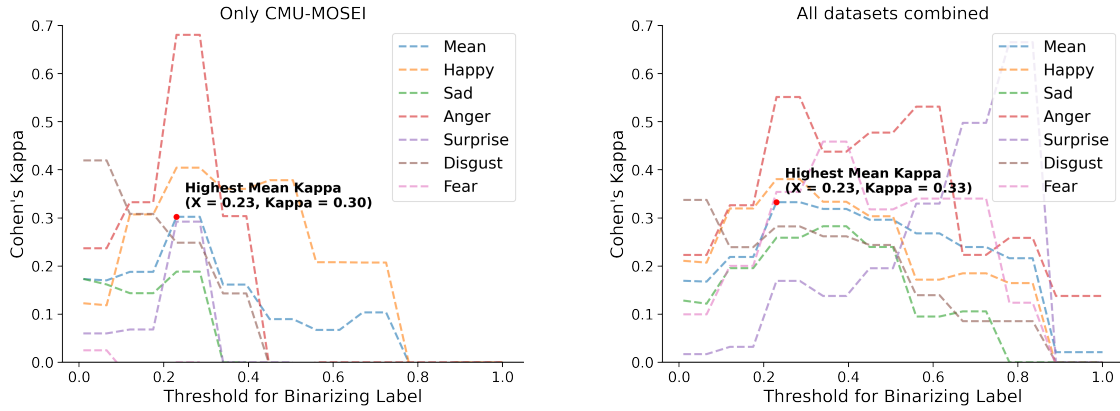 Only CMU-MOSEI
Cohen's Kappa
0.7
0.6
0.5
0.4
0.3
0.2
0.1
0.0
Mean
Happy
Sad
Anger
Surprise
Disgust
Fear
Highest Mean Kappa
(X = 0.23, Kappa = 0.30)
0.0 0.2 0.4 0.6 0.8 1.0
Threshold for Binarizing Label
All datasets combined
Cohen's Kappa
0.7
0.6
0.5
0.4
0.3
0.2
0.1
0.0
Mean
Happy
Sad
Anger
Surprise
Disgust
Fear
Highest Mean Kappa
(X = 0.23, Kappa = 0.33)
0.0 0.2 0.4 0.6 0.8 1.0
Threshold for Binarizing Label